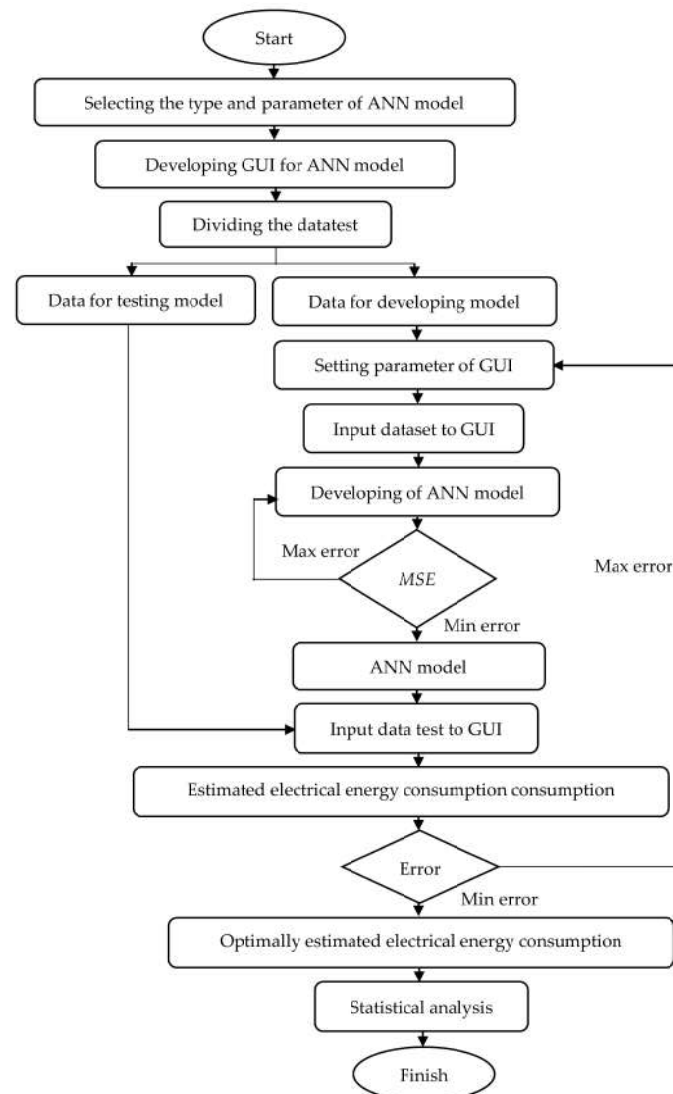 Start
Selecting the type and parameter of ANN model
Developing GUI for ANN model
Dividing the datatest
Data for testing model
Data for developing model
Setting parameter of GUI
Input dataset to GUI
Developing of ANN model
Max error
MSE
Max error
Min error
ANN model
Input data test to GUI
Estimated electrical energy consumption consumption
Error
Min error
Optimally estimated electrical energy consumption
Statistical analysis
Finish